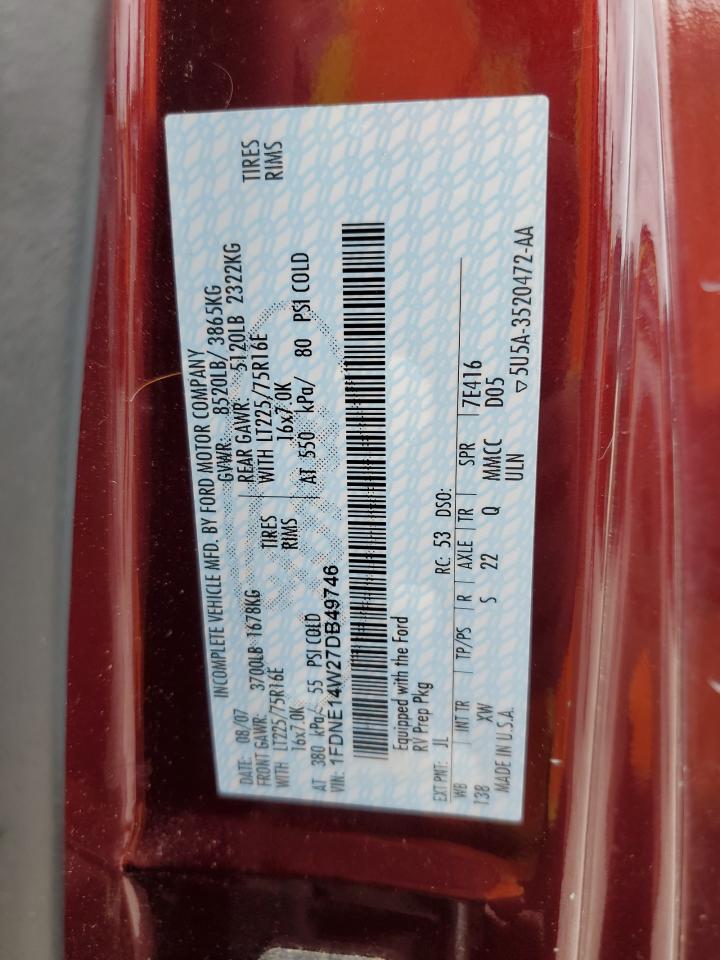 INCOMPLETE VEHICLE MFD. BY FORD MOTOR COMPANY
DATE: 08/07 GVWR: 8520LB/ 3865KG
FRONT GAWR: 3700LB 1678KG REAR GAWR: 5120LB 2322KG
WITH LT225/75R16E TIRES WITH LT225/75R16E TIRES
16x7.0K RIMS 16x7.0K RIMS
AT 380 kPa/ 55 PSI COLD AT 550 kPa/ 80 PSI COLD
VIN: 1FDNE14W27DB49746
Equipped with the Ford
RV Prep Pkg
EXT PNT: JL RC: 53 DSO:
WB INT TR TP/PS R AXLE TR SPR 7E416
138 XW S 22 Q MMCC D05
MADE IN U.S.A. ULN ▽5U5A-3520472-AA